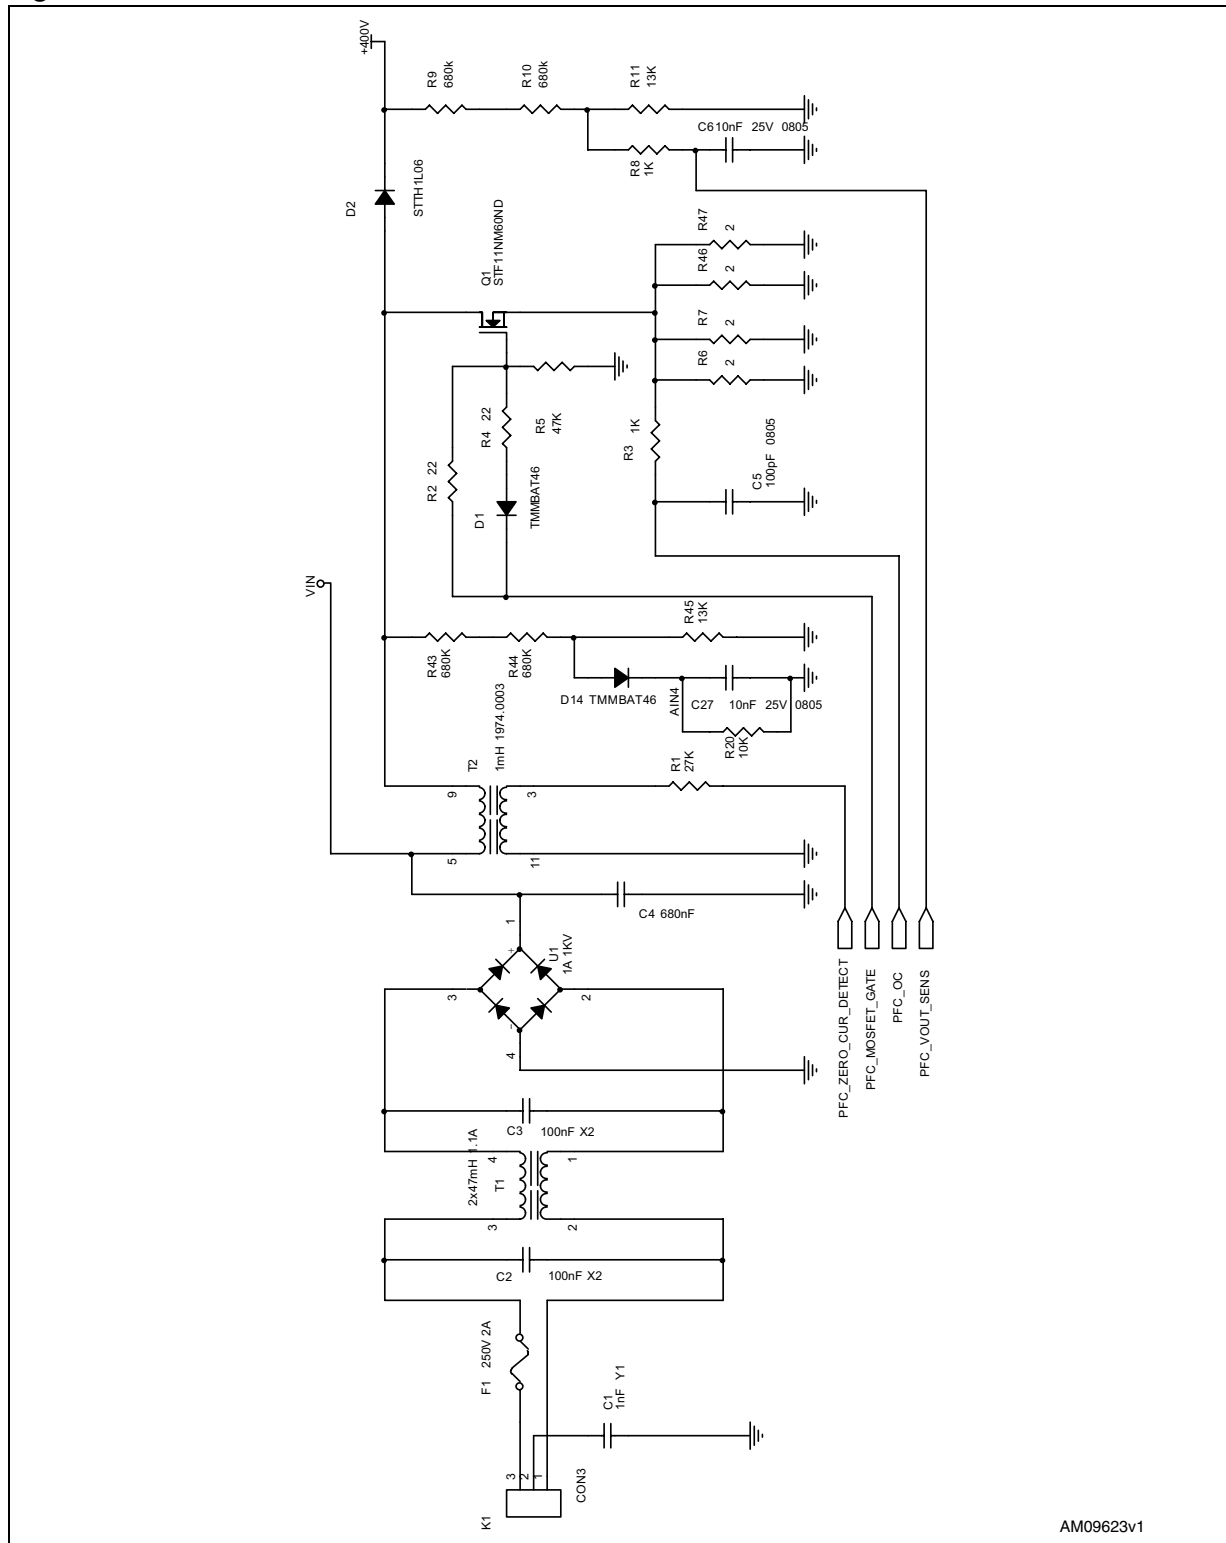 +400V
R9
680k
R10
680k
R11
13K
C610nF 25V 0805
R8
1K
D2
STTH1L06
Q1
STF11NM60ND
R47
2
R46
2
R7
2
R6
2
R4 22
R5
47K
R3 1K
R2 22
D1
TMMBAT46
C5
100pF 0805
VIN
R43
680K
R44
680K
R45
13K
D14 TMMBAT46
AIN4
C27 10nF 25V 0805
R20
10K
T2
1mH 1974.0003
R1
27K
9
3
5
11
C4 680nF
1
+
U1
1A 1KV
3
2
-
4
PFC_ZERO_CUR_DETECT
PFC_MOSFET_GATE
PFC_OC
PFC_VOUT_SENS
C3 100nF X2
2x47mH 1.1A
T1
4
1
3
2
C2 100nF X2
F1 250V 2A
C1
1nF Y1
3
2
1
K1
CON3
AM09623v1